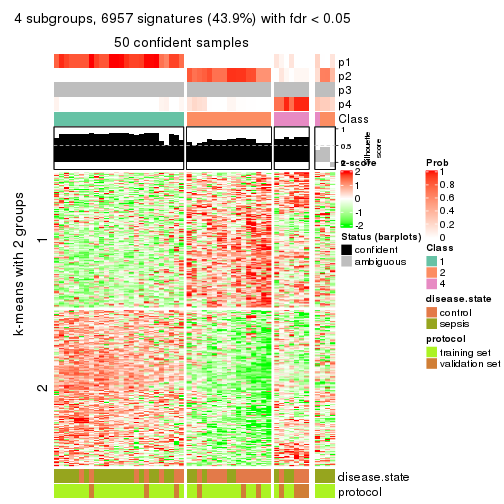 4 subgroups, 6957 signatures (43.9%) with fdr < 0.05
50 confident samples
p1
p2
p3
p4
Class
1
0.5
0
silhouette
score
k-means with 2 groups
1
2
z-score
2
1
0
-1
-2
Status (barplots)
confident
ambiguous
Prob
1
0.8
0.6
0.4
0.2
0
Class
1
2
4
disease.state
control
sepsis
protocol
training set
validation set
disease.state
protocol